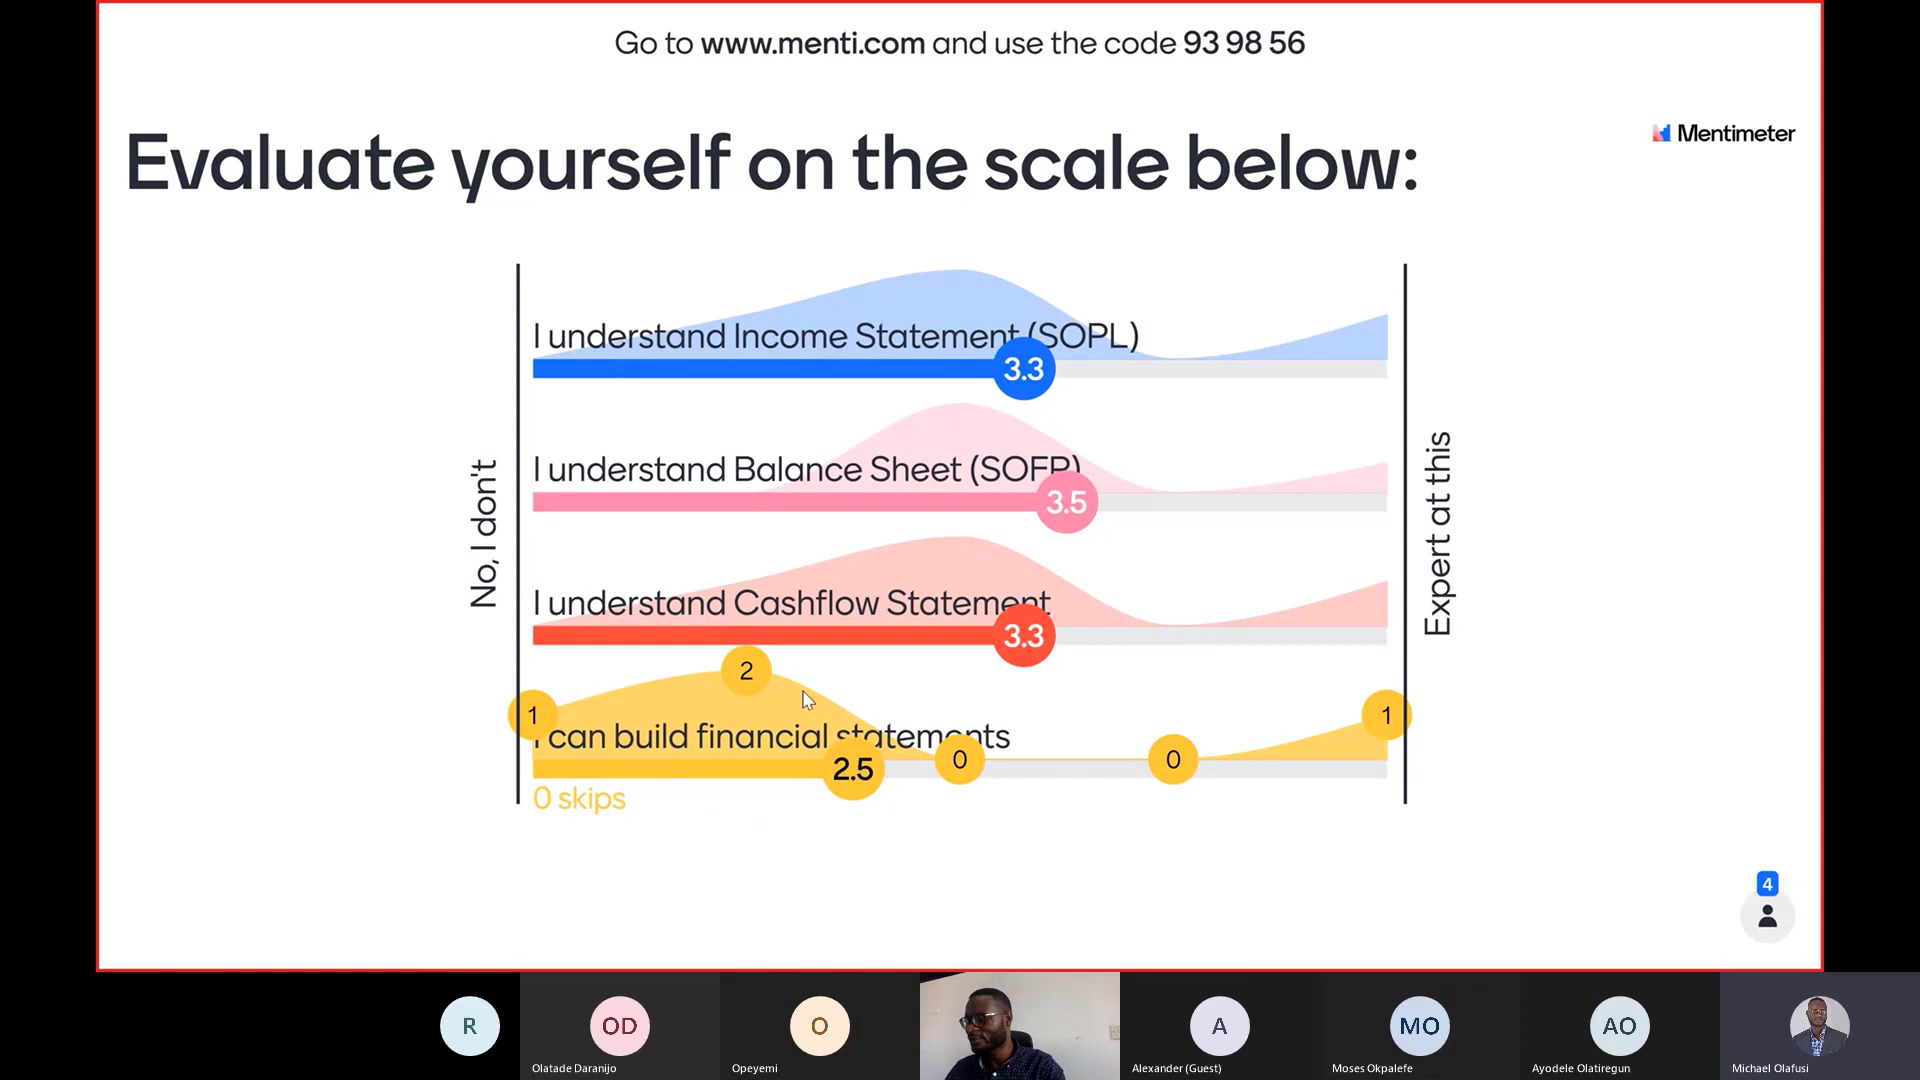 Go to www.menti.com and use the code 93 98 56
Evaluate yourself on the scale below:
Mentimeter
No, I don't
I understand Income Statement (SOPL)
3.3
I understand Balance Sheet (SOFP)
3.5
I understand Cashflow Statement
3.3
1
2
I can build financial statements
2.5
0
0
1
0 skips
Expert at this
4
R
OD
Olatade Daranijo
O
Opeyemi
A
Alexander (Guest)
MO
Moses Okpalefe
AO
Ayodele Olatiregun
Michael Olafusi